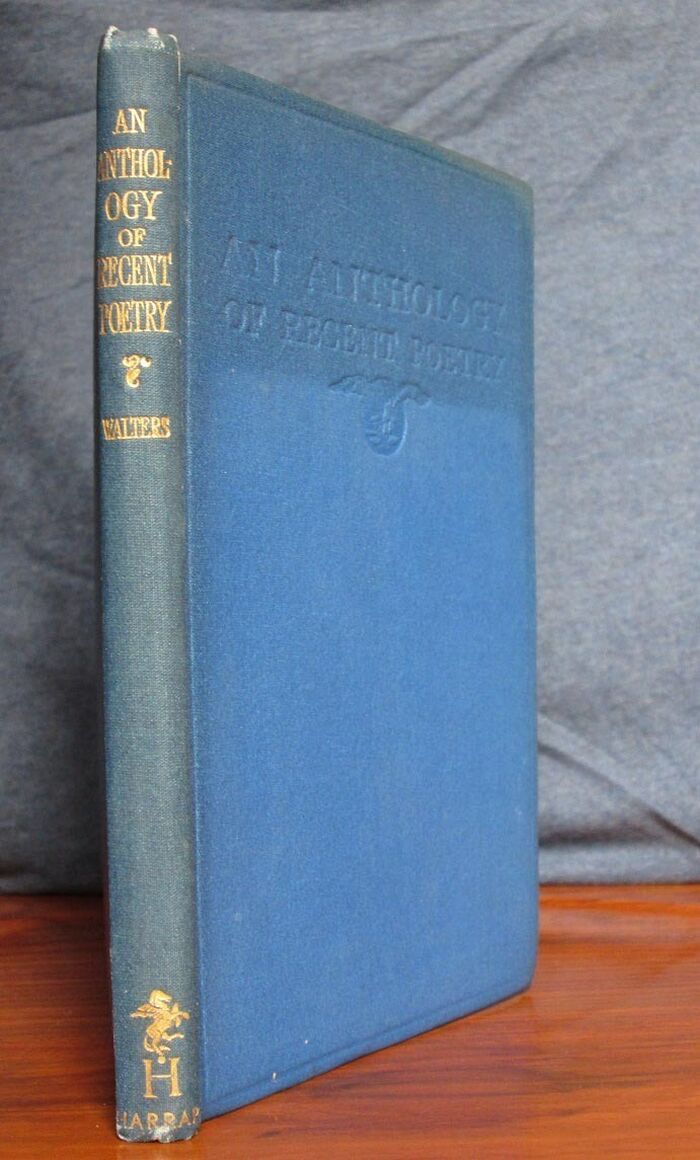 AN
ANTHOL-
OGY
OF
RECENT
POETRY
WALTERS
H
HARRAP
AN ANTHOLOGY
OF RECENT POETRY